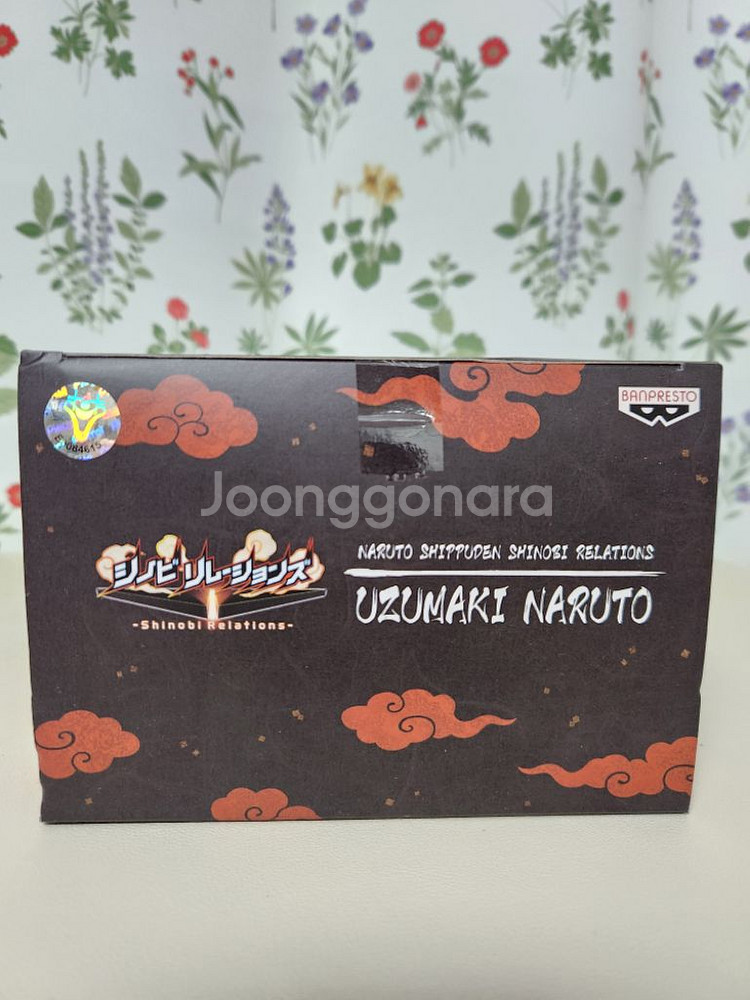 BANPRESTO
Joonggonara
シノビリレーションズ
-Shinobi Relations-
NARUTO SHIPPUDEN SHINOBI RELATIONS
UZUMAKI NARUTO